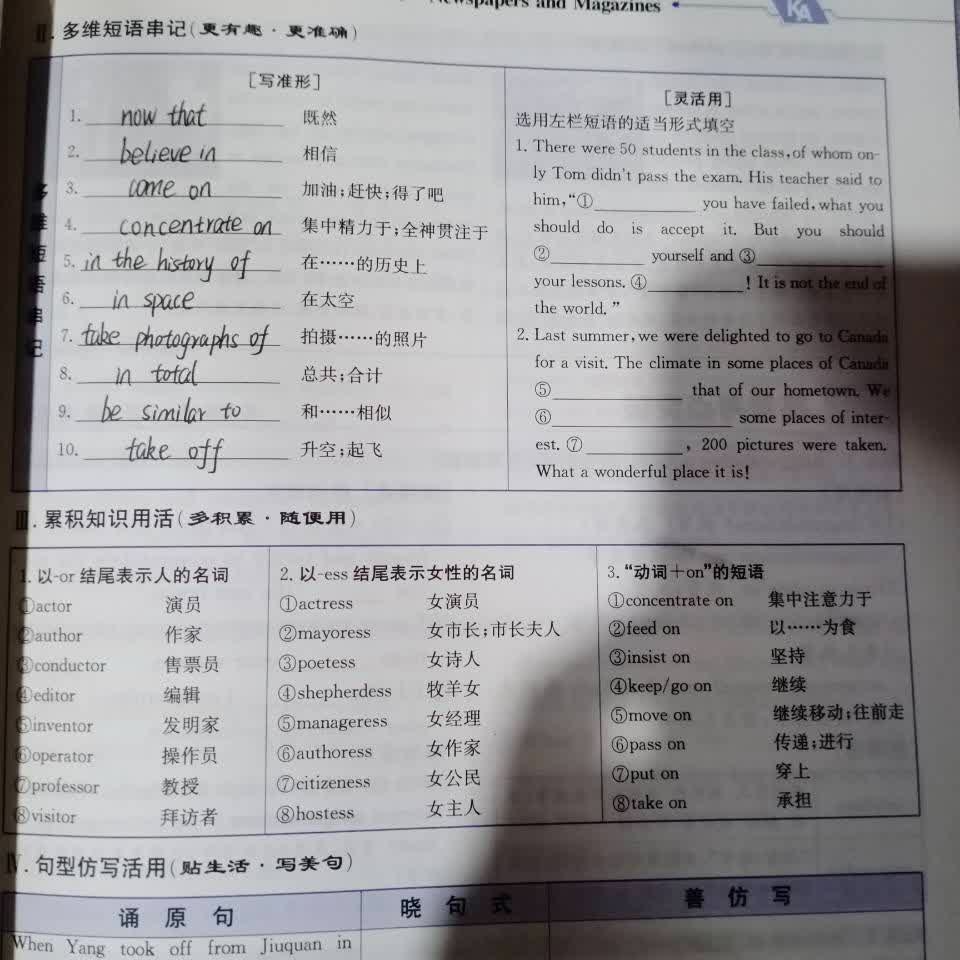 Newspapers and Magazines
KA
Ⅱ.多维短语串记(更有趣·更准确)
多维短语串记
[写准形]
1. now that 既然
2. believe in 相信
3. come on 加油;赶快;得了吧
4. concentrate on 集中精力于;全神贯注于
5. in the history of 在……的历史上
6. in space 在太空
7. take photographs of 拍摄……的照片
8. in total 总共;合计
9. be similar to 和……相似
10. take off 升空;起飞
[灵活用]
选用左栏短语的适当形式填空
1. There were 50 students in the class,of whom on-
ly Tom didn't pass the exam. His teacher said to
him,“①____ you have failed,what you
should do is accept it. But you should
②____ yourself and ③____
your lessons. ④____! It is not the end of
the world.”
2. Last summer,we were delighted to go to Canada
for a visit. The climate in some places of Canada
⑤____ that of our hometown. We
⑥____ some places of inter-
est. ⑦____, 200 pictures were taken.
What a wonderful place it is!
Ⅲ.累积知识用活(多积累·随便用)
1. 以-or 结尾表示人的名词
①actor 演员
②author 作家
③conductor 售票员
④editor 编辑
⑤inventor 发明家
⑥operator 操作员
⑦professor 教授
⑧visitor 拜访者
2. 以-ess 结尾表示女性的名词
①actress 女演员
②mayoress 女市长;市长夫人
③poetess 女诗人
④shepherdess 牧羊女
⑤manageress 女经理
⑥authoress 女作家
⑦citizeness 女公民
⑧hostess 女主人
3. “动词+on”的短语
①concentrate on 集中注意力于
②feed on 以……为食
③insist on 坚持
④keep/go on 继续
⑤move on 继续移动;往前走
⑥pass on 传递;进行
⑦put on 穿上
⑧take on 承担
Ⅳ.句型仿写活用(贴生活·写美句)
诵原句 晓句式 善仿写
When Yang took off from Jiuquan in